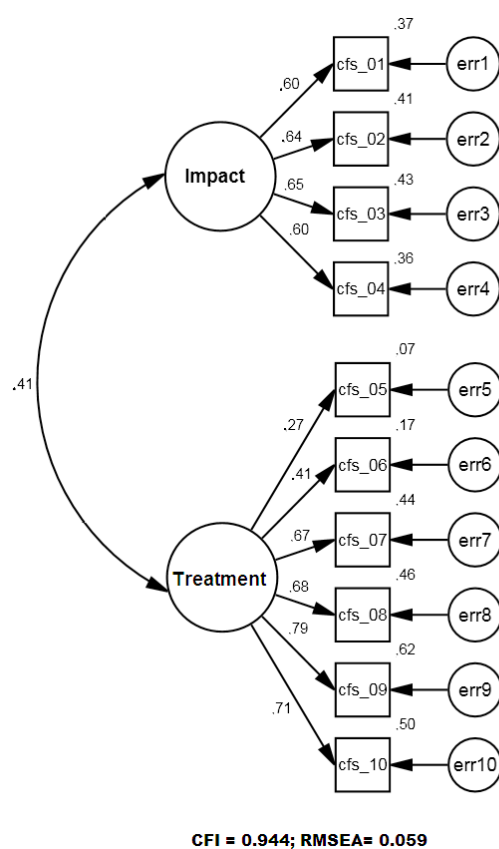 .37
cfs_01
err1
.60
.41
cfs_02
err2
.64
Impact
.65
.43
cfs_03
err3
.60
.36
cfs_04
err4
.41
.07
cfs_05
err5
.27
.17
cfs_06
err6
.41
.44
cfs_07
err7
.67
Treatment
.68
.46
cfs_08
err8
.79
.62
cfs_09
err9
.71
.50
cfs_10
err10
CFI = 0.944; RMSEA= 0.059